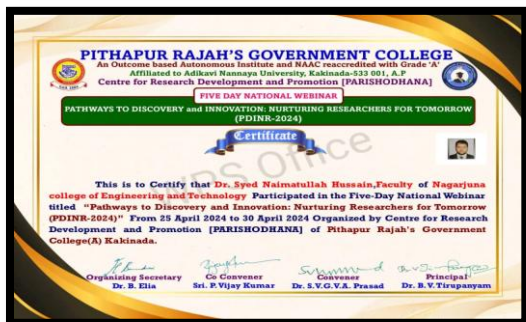 PITHAPUR RAJAH'S GOVERNMENT COLLEGE
An Outcome based Autonomous Institute and NAAC reaccredited with Grade 'A'
Affiliated to Adikavi Nannaya University, Kakinada-533 001, A.P
Centre for Research Development and Promotion [PARISHODHANA]
FIVE DAY NATIONAL WEBINAR
PATHWAYS TO DISCOVERY and INNOVATION: NURTURING RESEARCHERS FOR TOMORROW
(PDINR-2024)
Certificate
WPS Office
This is to Certify that Dr. Syed Naimatullah Hussain,Faculty of Nagarjuna
college of Engineering and Technology Participated in the Five-Day National Webinar
titled "Pathways to Discovery and Innovation: Nurturing Researchers for Tomorrow
(PDINR-2024)" From 25 April 2024 to 30 April 2024 Organized by Centre for Research
Development and Promotion [PARISHODHANA] of Pithapur Rajah's Government
College(A) Kakinada.
Organizing Secretary Co Convener Convener Principal
Dr. B. Elia Sri. P. Vijay Kumar Dr. S.V.G.V.A. Prasad Dr. B. V. Tirupanyam